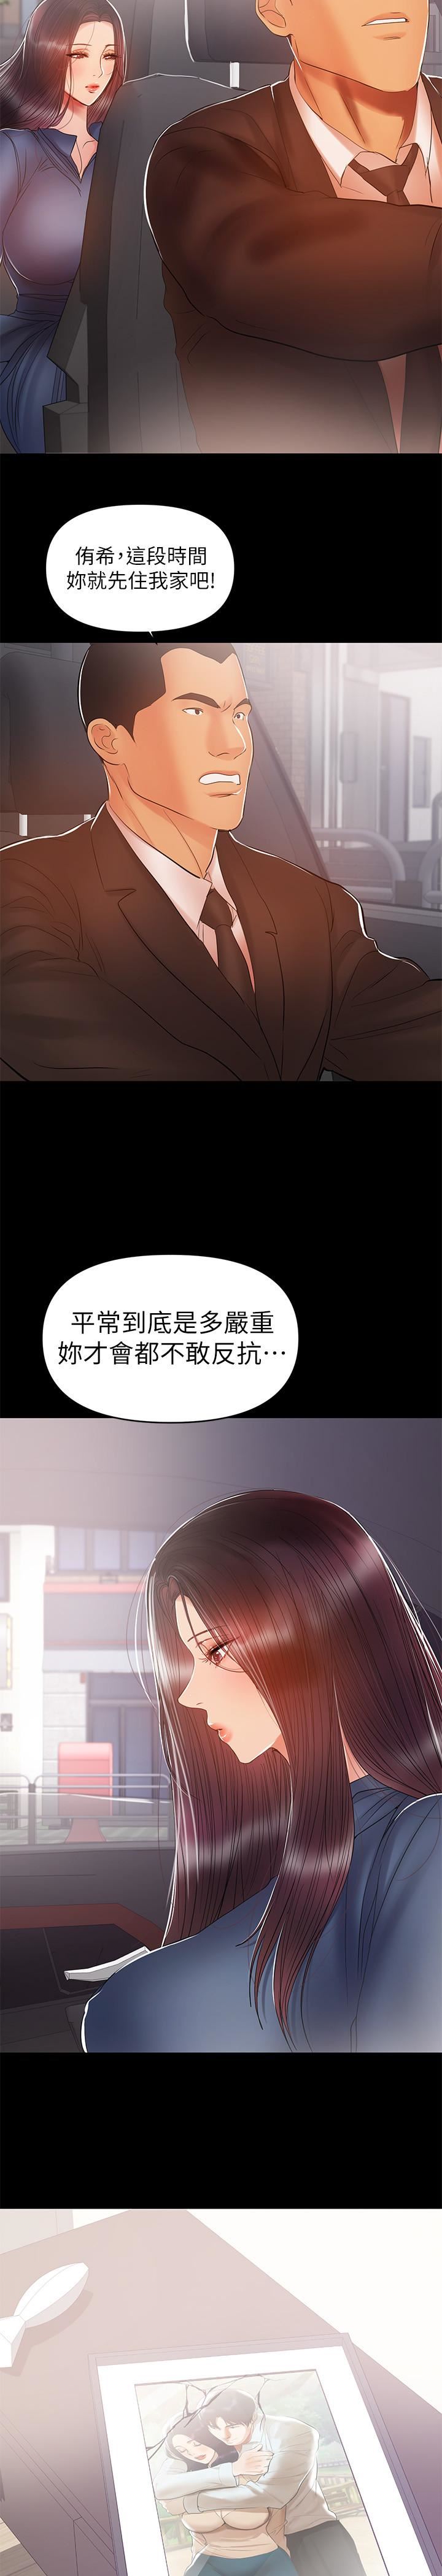 侑希，這段時間
妳就先住我家吧!
平常到底是多嚴重
妳才會都不敢反抗⋯